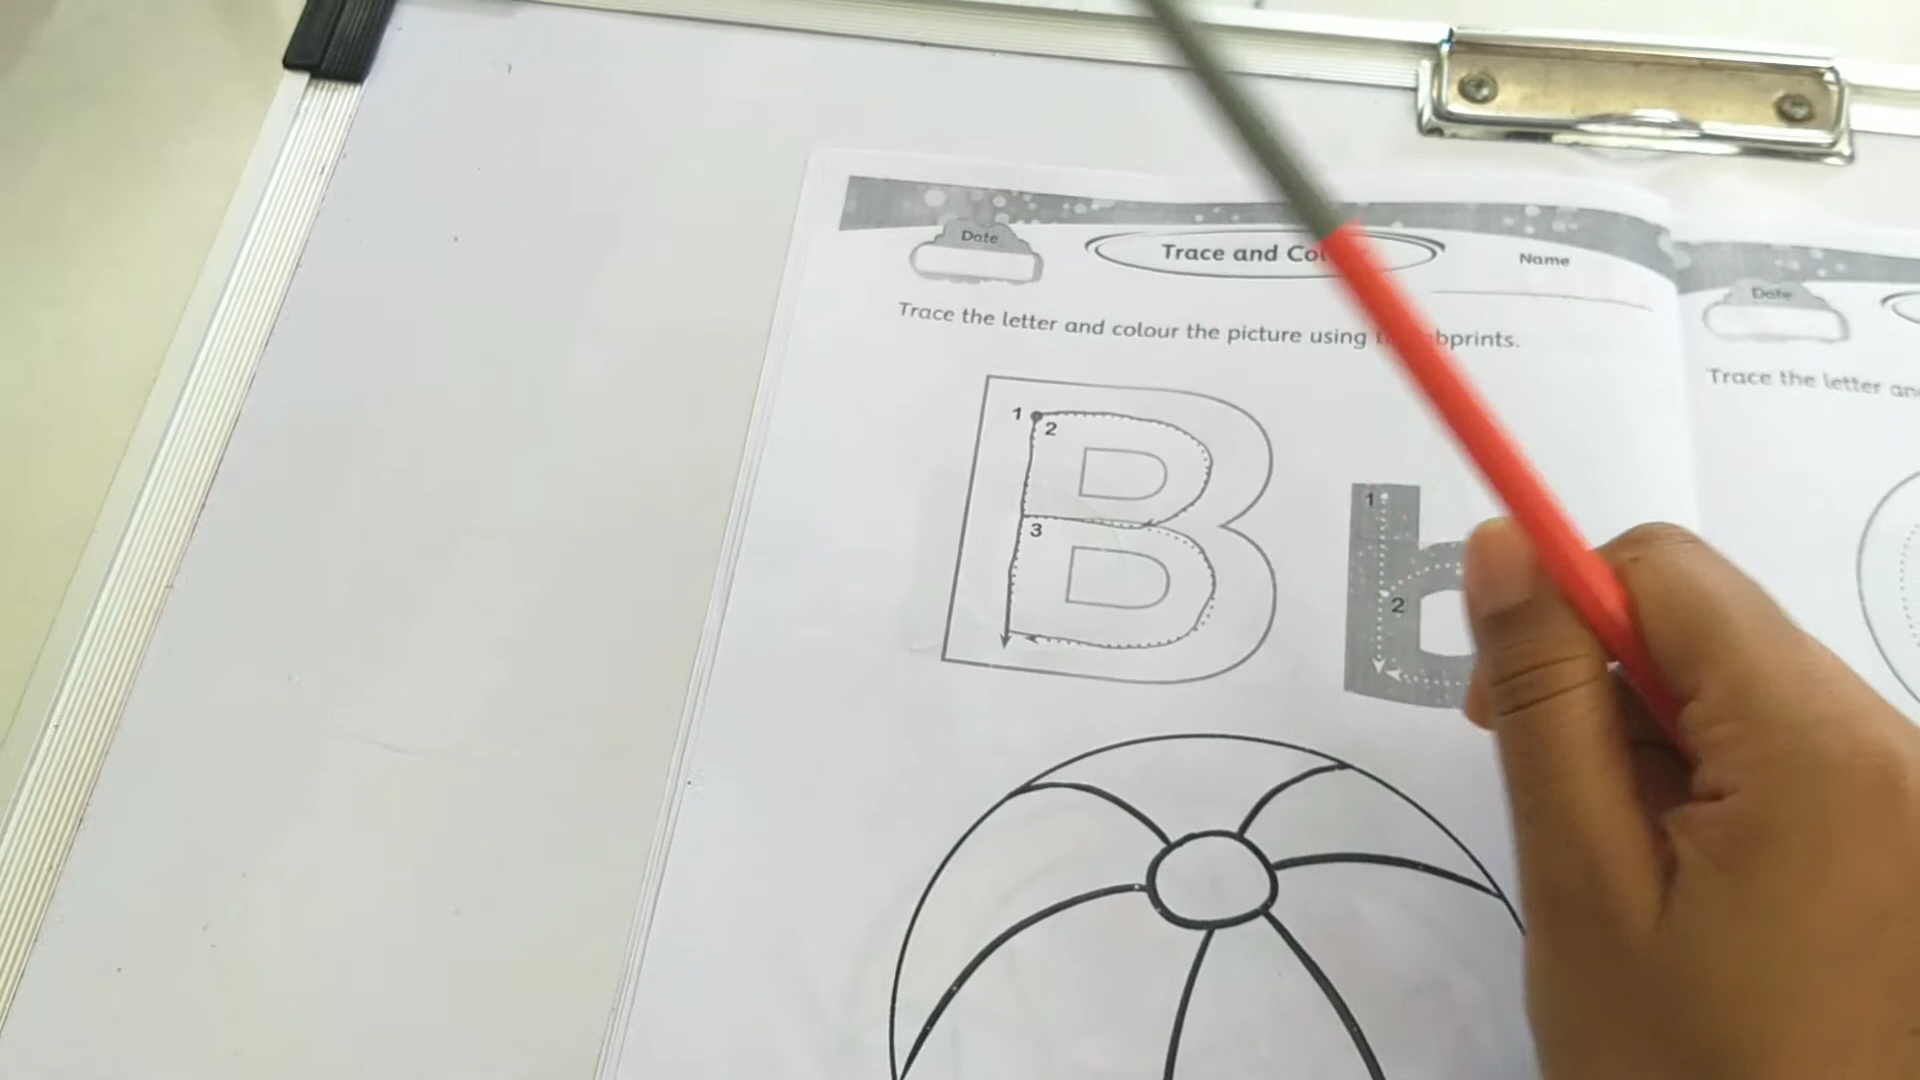 Date
Trace and Co
Name
Trace the letter and colour the picture using bprints.
1
2
3
B
1
2
b
Date
Trace the letter an